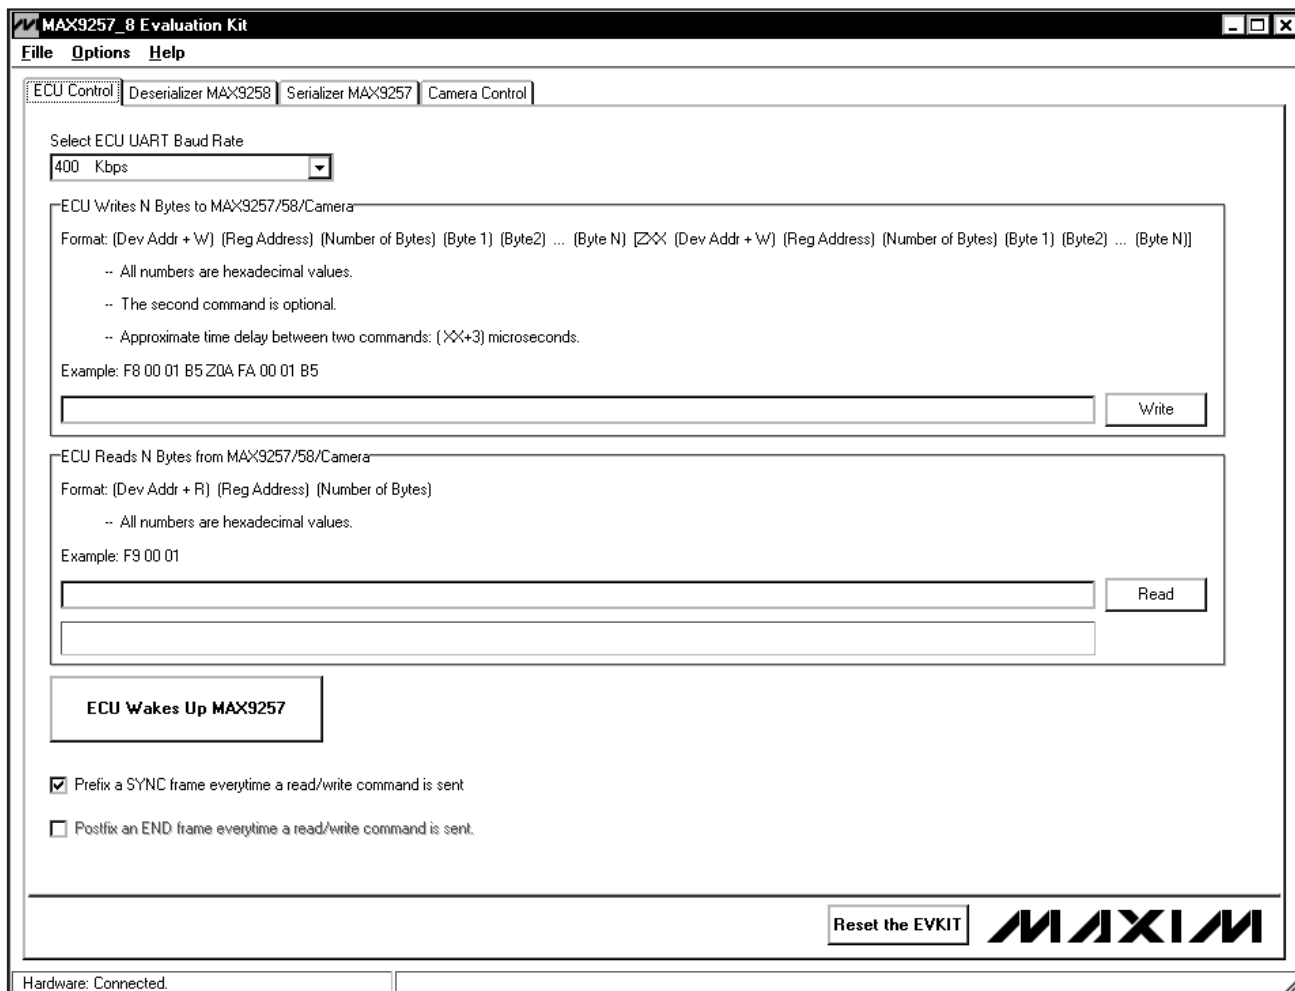 MAX9257_8 Evaluation Kit
Fille Options Help
ECU Control Deserializer MAX9258 Serializer MAX9257 Camera Control
Select ECU UART Baud Rate
400 Kbps
ECU Writes N Bytes to MAX9257/58/Camera
Format: (Dev Addr + W) (Reg Address) (Number of Bytes) (Byte 1) (Byte2) ... (Byte N) [ZXX (Dev Addr + W) (Reg Address) (Number of Bytes) (Byte 1) (Byte2) ... (Byte N)]
-- All numbers are hexadecimal values.
-- The second command is optional.
-- Approximate time delay between two commands: (XX+3) microseconds.
Example: F8 00 01 B5 Z0A FA 00 01 B5
Write
ECU Reads N Bytes from MAX9257/58/Camera
Format: (Dev Addr + R) (Reg Address) (Number of Bytes)
-- All numbers are hexadecimal values.
Example: F9 00 01
Read
ECU Wakes Up MAX9257
Prefix a SYNC frame everytime a read/write command is sent
Postfix an END frame everytime a read/write command is sent.
Reset the EVKIT MAXIM
Hardware: Connected.